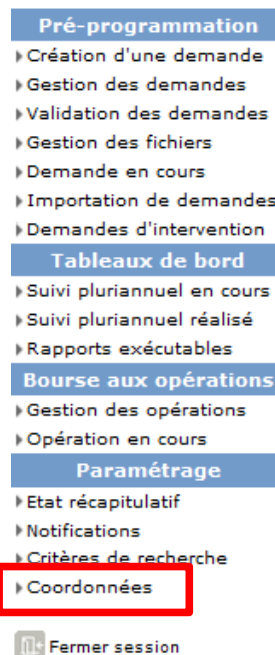 Pré-programmation
Création d'une demande
Gestion des demandes
Validation des demandes
Gestion des fichiers
Demande en cours
Importation de demandes
Demandes d'intervention
Tableaux de bord
Suivi pluriannuel en cours
Suivi pluriannuel réalisé
Rapports exécutables
Bourse aux opérations
Gestion des opérations
Opération en cours
Paramétrage
Etat récapitulatif
Notifications
Critères de recherche
Coordonnées
Fermer session